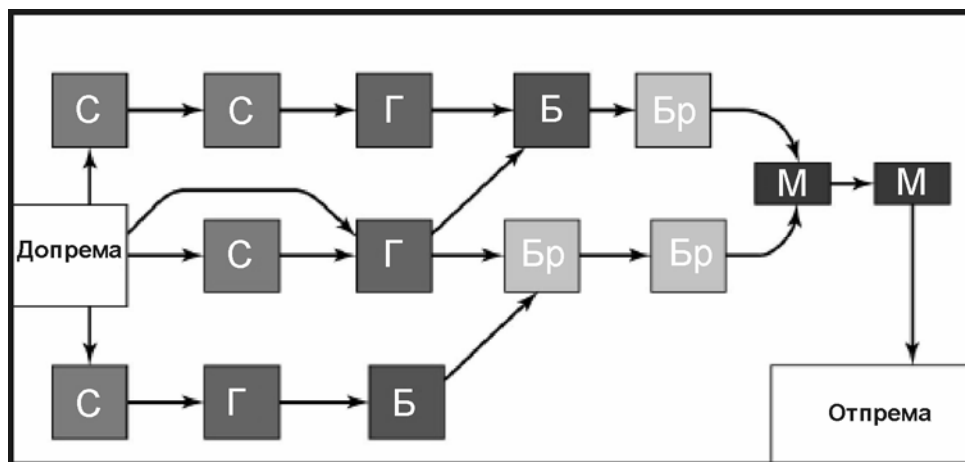 С С Г Б Бр
М М
Допрема С Г Бр Бр
С Г Б
Отпрема